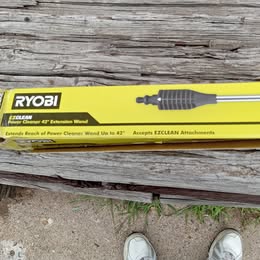 RYOBI
EZCLEAN
Power Cleaner 42" Extension Wand
Extends Reach of Power Cleaner Wand Up to 42"
Accepts EZCLEAN Attachments